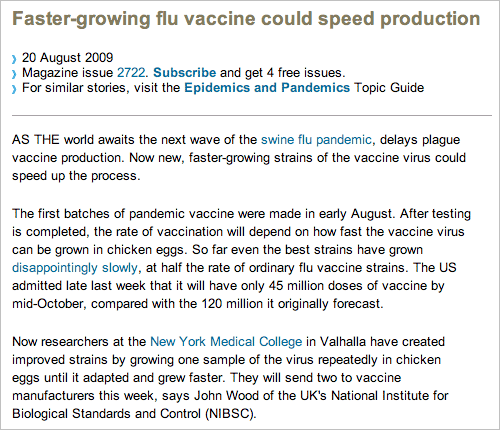 Faster-growing flu vaccine could speed production
20 August 2009
Magazine issue 2722. Subscribe and get 4 free issues.
For similar stories, visit the Epidemics and Pandemics Topic Guide
AS THE world awaits the next wave of the swine flu pandemic, delays plague
vaccine production. Now new, faster-growing strains of the vaccine virus could
speed up the process.
The first batches of pandemic vaccine were made in early August. After testing
is completed, the rate of vaccination will depend on how fast the vaccine virus
can be grown in chicken eggs. So far even the best strains have grown
disappointingly slowly, at half the rate of ordinary flu vaccine strains. The US
admitted late last week that it will have only 45 million doses of vaccine by
mid-October, compared with the 120 million it originally forecast.
Now researchers at the New York Medical College in Valhalla have created
improved strains by growing one sample of the virus repeatedly in chicken
eggs until it adapted and grew faster. They will send two to vaccine
manufacturers this week, says John Wood of the UK's National Institute for
Biological Standards and Control (NIBSC).